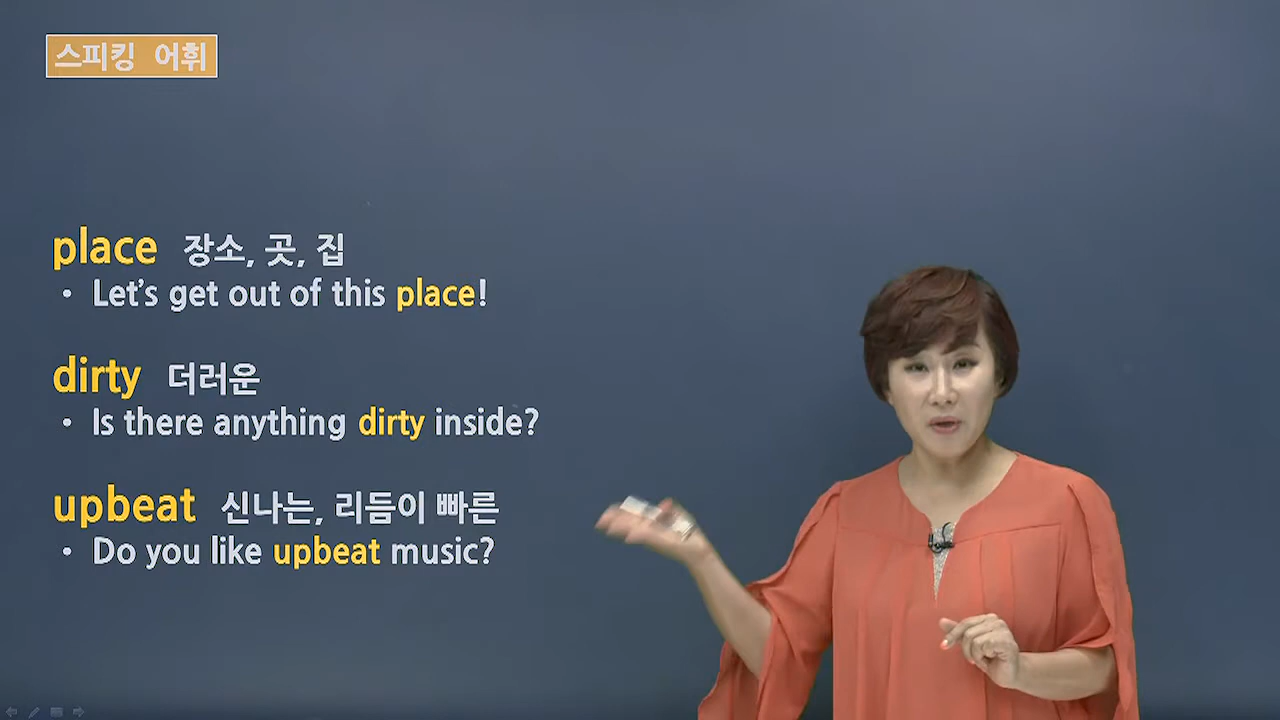 스피킹 어휘
place 장소, 곳, 집
• Let's get out of this place!
dirty 더러운
• Is there anything dirty inside?
upbeat 신나는, 리듬이 빠른
• Do you like upbeat music?